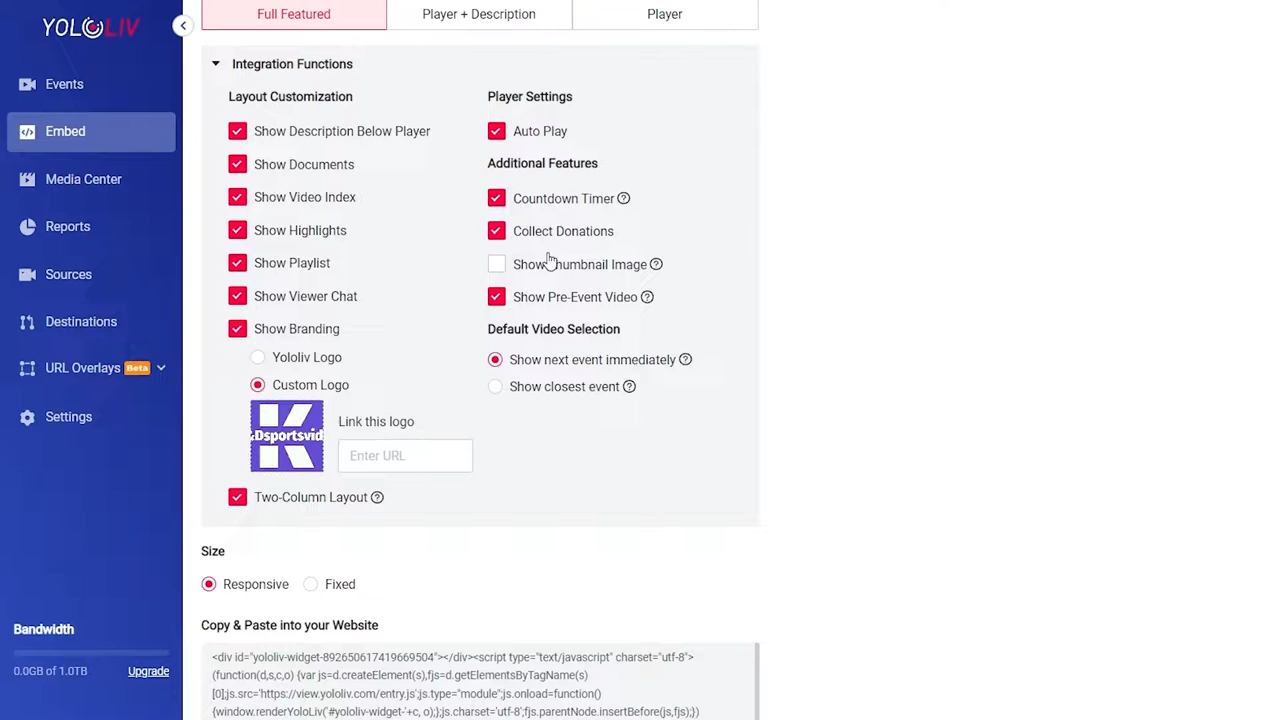 YOLOLIV
Full Featured
Player + Description
Player
Events
Embed
Media Center
Reports
Sources
Destinations
URL Overlays Beta
Settings
Bandwidth
0.0GB of 1.0TB Upgrade
Integration Functions
Layout Customization
Show Description Below Player
Show Documents
Show Video Index
Show Highlights
Show Playlist
Show Viewer Chat
Show Branding
Yololiv Logo
Custom Logo
Dsportsvid
Link this logo
Enter URL
Two-Column Layout
Player Settings
Auto Play
Additional Features
Countdown Timer
Collect Donations
Show Thumbnail Image
Show Pre-Event Video
Default Video Selection
Show next event immediately
Show closest event
Size
Responsive
Fixed
Copy & Paste into your Website
<div id="yololiv-widget-892650617419669504"></div><script type="text/javascript" charset="utf-8">
(function(d,s,c,o) {var js=d.createElement(s),fjs=d.getElementsByTagName(s)
[0];js.src='https://view.yololiv.com/entry.js';js.type="module";js.onload=function()
{window.renderYoloLiv('#yololiv-widget-'+c, o);};js.charset='utf-8';fjs.parentNode.insertBefore(js,fjs);})